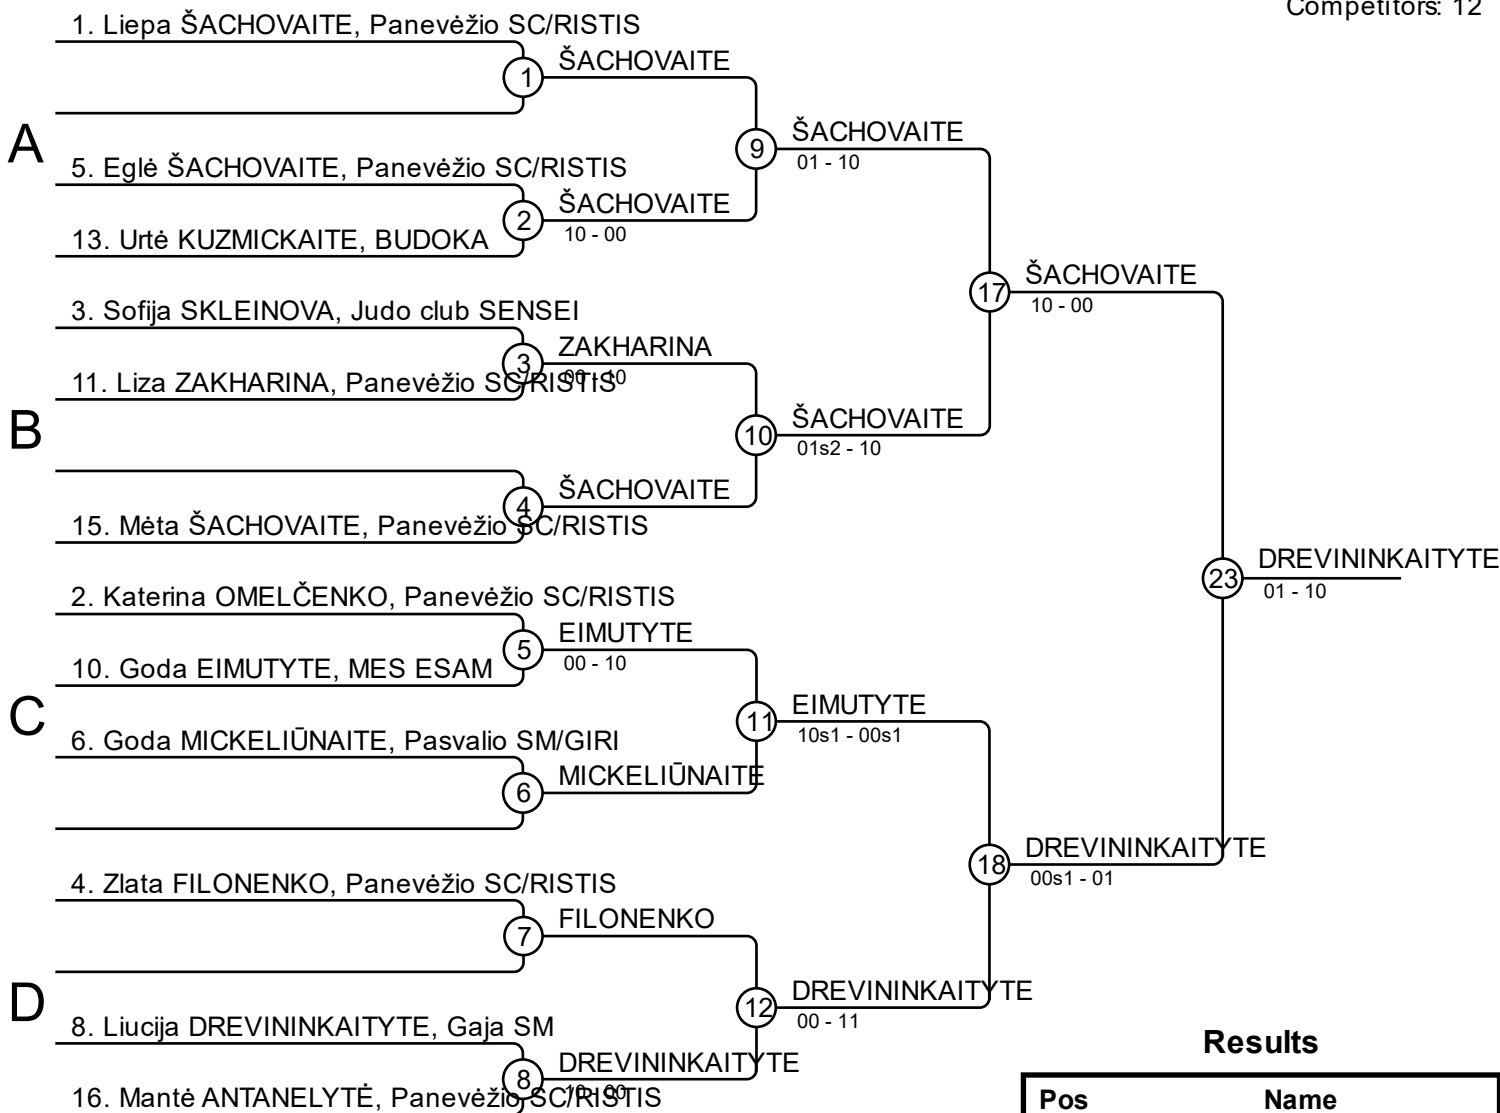 Competitors: 12
1. Liepa ŠACHOVAITE, Panevėžio SC/RISTIS
1
ŠACHOVAITE
A
9
ŠACHOVAITE
01 - 10
5. Eglė ŠACHOVAITE, Panevėžio SC/RISTIS
2
ŠACHOVAITE
10 - 00
13. Urtė KUZMICKAITE, BUDOKA
17
ŠACHOVAITE
10 - 00
3. Sofija SKLEINOVA, Judo club SENSEI
3
ZAKHARINA
00 - 10
11. Liza ZAKHARINA, Panevėžio SC/RISTIS
B
10
ŠACHOVAITE
01s2 - 10
4
ŠACHOVAITE
15. Mėta ŠACHOVAITE, Panevėžio SC/RISTIS
23
DREVININKAITYTE
01 - 10
2. Katerina OMELČENKO, Panevėžio SC/RISTIS
5
EIMUTYTE
00 - 10
10. Goda EIMUTYTE, MES ESAM
C
11
EIMUTYTE
10s1 - 00s1
6. Goda MICKELIŪNAITE, Pasvalio SM/GIRI
6
MICKELIŪNAITE
18
DREVININKAITYTE
00s1 - 01
4. Zlata FILONENKO, Panevėžio SC/RISTIS
7
FILONENKO
D
12
DREVININKAITYTE
00 - 11
8. Liucija DREVININKAITYTE, Gaja SM
8
DREVININKAITYTE
10 - 00
16. Mantė ANTANELYTĖ, Panevėžio SC/RISTIS
Results
Pos Name